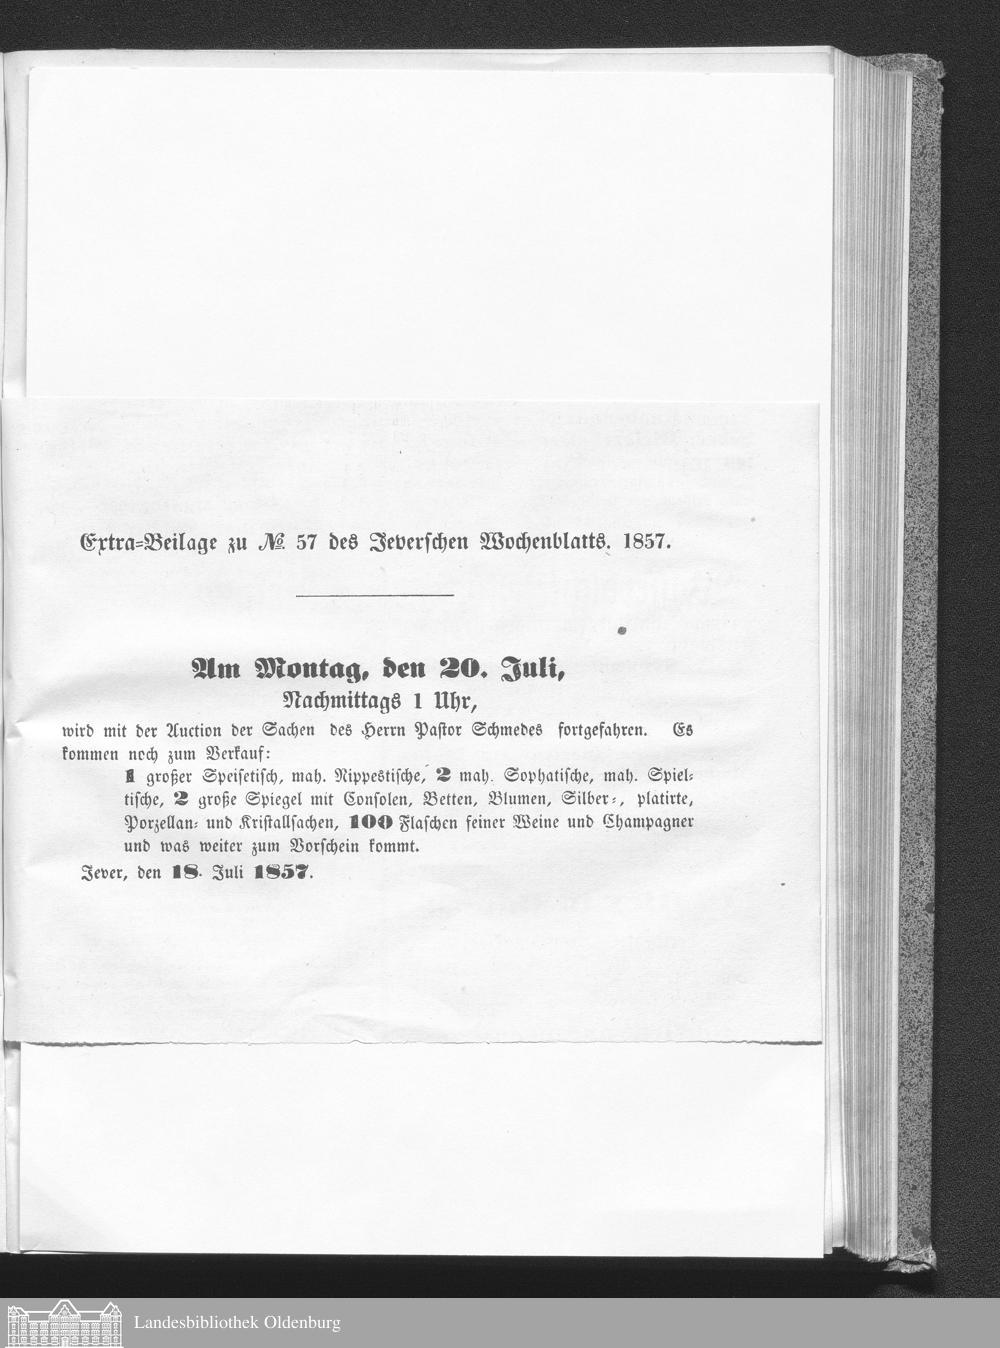 Extra-Beilage zu № 57 des Jeverschen Wochenblatts. 1857.
Am Montag, den 20. Juli,
Nachmittags 1 Uhr,
wird mit der Auction der Sachen des Herrn Pastor Schmedes fortgefahren. Es
kommen noch zum Verkauf:
1 großer Speisetisch, mah. Nippestische, 2 mah. Sophatische, mah. Spiel-
tische, 2 große Spiegel mit Consolen, Betten, Blumen, Silber-, platirte,
Porzellan- und Kristallsachen, 100 Flaschen feiner Weine und Champagner
und was weiter zum Vorschein kommt.
Jever, den 18. Juli 1857.
Landesbibliothek Oldenburg